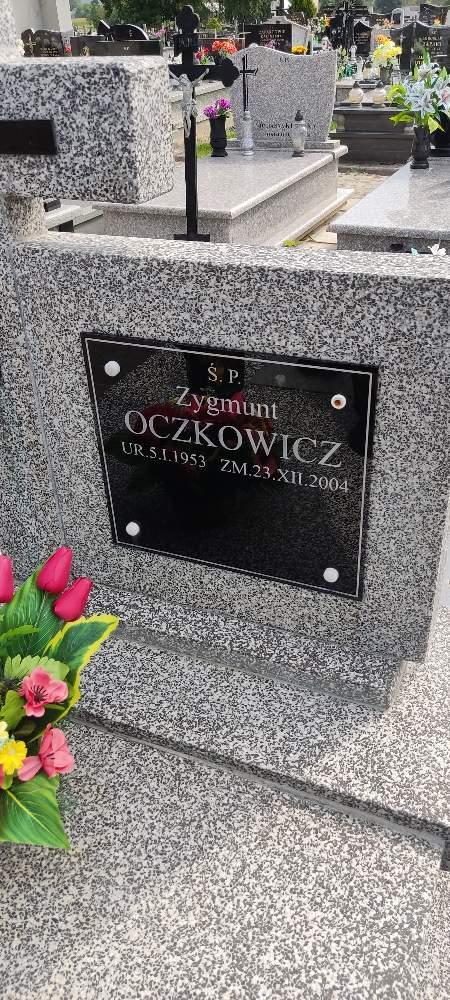 Ś. P.
Zygmunt
OCZKOWICZ
UR.5.I.1953 ZM.23.XII.2004